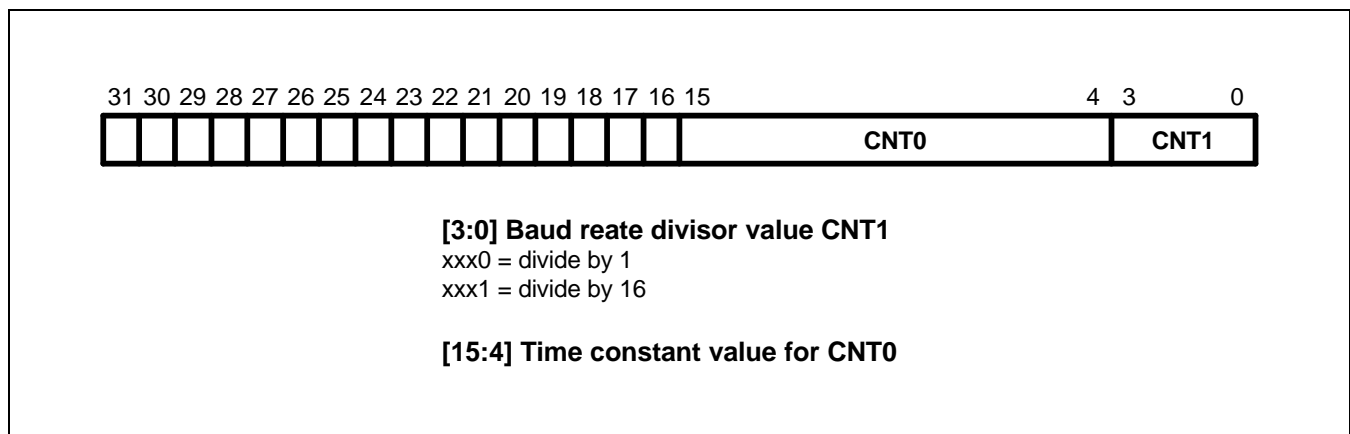 31 30 29 28 27 26 25 24 23 22 21 20 19 18 17 16 15 4 3 0
CNT0 CNT1
[3:0] Baud reate divisor value CNT1
xxx0 = divide by 1
xxx1 = divide by 16
[15:4] Time constant value for CNT0